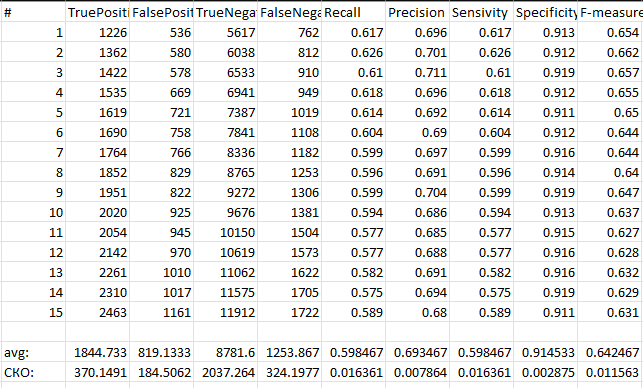 # TruePositi FalsePosit TrueNega FalseNega Recall Precision Sensivity Specificity F-measure
1 1226 536 5617 762 0.617 0.696 0.617 0.913 0.654
2 1362 580 6038 812 0.626 0.701 0.626 0.912 0.662
3 1422 578 6533 910 0.61 0.711 0.61 0.919 0.657
4 1535 669 6941 949 0.618 0.696 0.618 0.912 0.655
5 1619 721 7387 1019 0.614 0.692 0.614 0.911 0.65
6 1690 758 7841 1108 0.604 0.69 0.604 0.912 0.644
7 1764 766 8336 1182 0.599 0.697 0.599 0.916 0.644
8 1852 829 8765 1253 0.596 0.691 0.596 0.914 0.64
9 1951 822 9272 1306 0.599 0.704 0.599 0.919 0.647
10 2020 925 9676 1381 0.594 0.686 0.594 0.913 0.637
11 2054 945 10150 1504 0.577 0.685 0.577 0.915 0.627
12 2142 970 10619 1573 0.577 0.688 0.577 0.916 0.628
13 2261 1010 11062 1622 0.582 0.691 0.582 0.916 0.632
14 2310 1017 11575 1705 0.575 0.694 0.575 0.919 0.629
15 2463 1161 11912 1722 0.589 0.68 0.589 0.911 0.631
avg: 1844.733 819.1333 8781.6 1253.867 0.598467 0.693467 0.598467 0.914533 0.642467
СКО: 370.1491 184.5062 2037.264 324.1977 0.016361 0.007864 0.016361 0.002875 0.011563